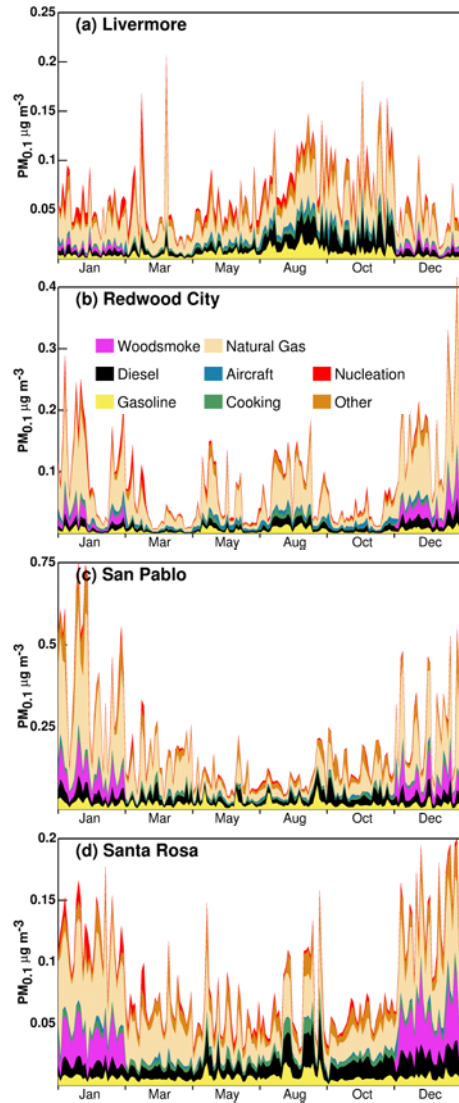 (a) Livermore
0.25
0.2
0.15
0.1
0.05
PM0.1 µg m-3
Jan Mar May Aug Oct Dec
(b) Redwood City
0.4
0.3
0.2
0.1
PM0.1 µg m-3
Woodsmoke Natural Gas
Diesel Aircraft Nucleation
Gasoline Cooking Other
Jan Mar May Aug Oct Dec
(c) San Pablo
0.75
0.5
0.25
PM0.1 µg m-3
Jan Mar May Aug Oct Dec
(d) Santa Rosa
0.2
0.15
0.1
0.05
PM0.1 µg m-3
Jan Mar May Aug Oct Dec